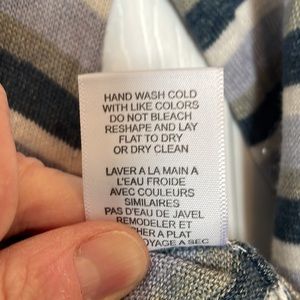 HAND WASH COLD
WITH LIKE COLORS
DO NOT BLEACH
RESHAPE AND LAY
FLAT TO DRY
OR DRY CLEAN
LAVER A LA MAIN A
L'EAU FROIDE
AVEC COULEURS
SIMILAIRES
PAS D'EAU DE JAVEL
REMODELER ET
A PLAT
A SEC